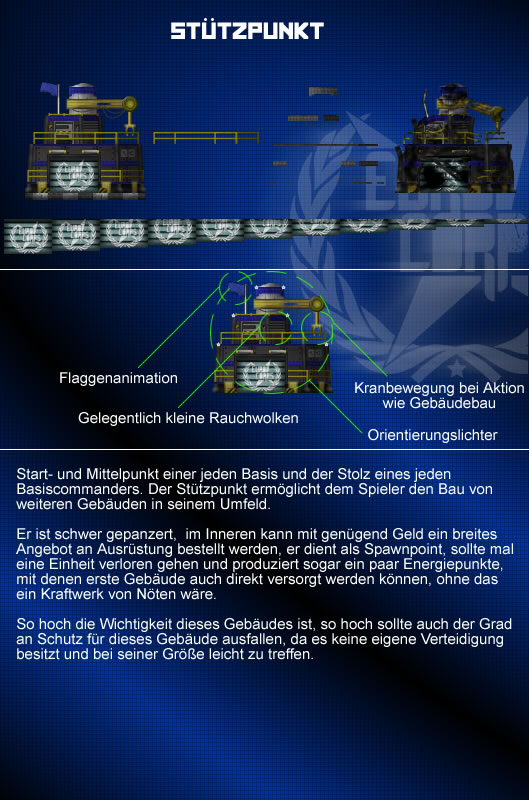 STÜTZPUNKT
Flaggenanimation
Kranbewegung bei Aktion
wie Gebäudebau
Gelegentlich kleine Rauchwolken
Orientierungslichter
Start- und Mittelpunkt einer jeden Basis und der Stolz eines jeden
Basiscommanders. Der Stützpunkt ermöglicht dem Spieler den Bau von
weiteren Gebäuden in seinem Umfeld.
Er ist schwer gepanzert,  im Inneren kann mit genügend Geld ein breites
Angebot an Ausrüstung bestellt werden, er dient als Spawnpoint, sollte mal
eine Einheit verloren gehen und produziert sogar ein paar Energiepunkte,
mit denen erste Gebäude auch direkt versorgt werden können, ohne das
ein Kraftwerk von Nöten wäre.
So hoch die Wichtigkeit dieses Gebäudes ist, so hoch sollte auch der Grad
an Schutz für dieses Gebäude ausfallen, da es keine eigene Verteidigung
besitzt und bei seiner Größe leicht zu treffen.